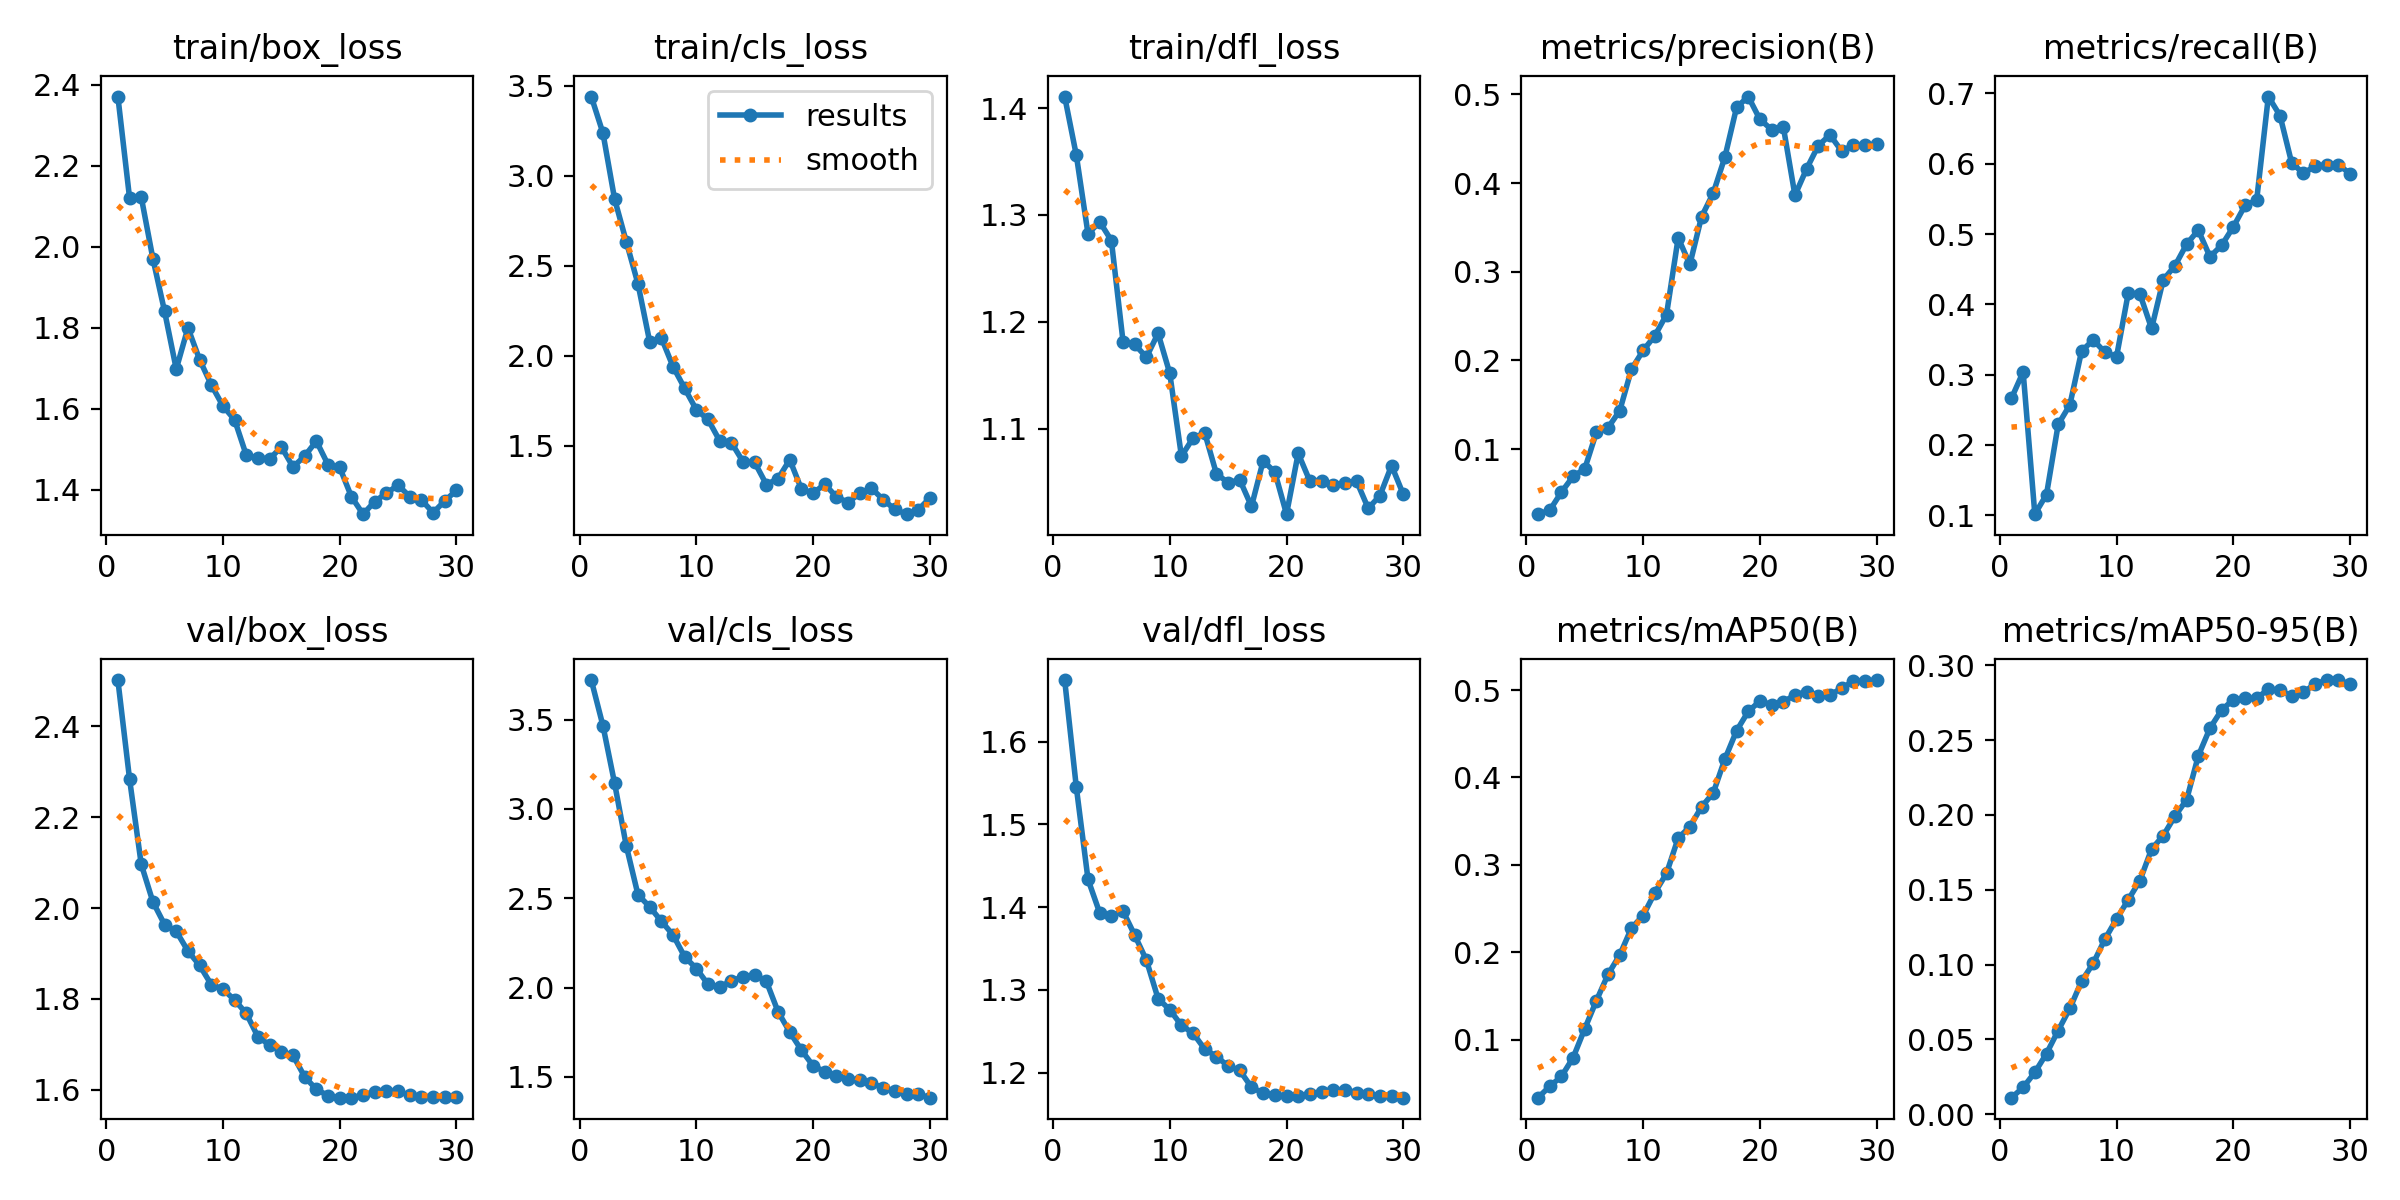 train/box_loss
train/cls_loss
train/dfl_loss
metrics/precision(B)
metrics/recall(B)
2.4
2.2
2.0
1.8
1.6
1.4
0 10 20 30
3.5
3.0
2.5
2.0
1.5
results
smooth
0 10 20 30
1.4
1.3
1.2
1.1
0 10 20 30
0.5
0.4
0.3
0.2
0.1
0 10 20 30
0.7
0.6
0.5
0.4
0.3
0.2
0.1
0 10 20 30
val/box_loss
val/cls_loss
val/dfl_loss
metrics/mAP50(B)
metrics/mAP50-95(B)
2.4
2.2
2.0
1.8
1.6
0 10 20 30
3.5
3.0
2.5
2.0
1.5
0 10 20 30
1.6
1.5
1.4
1.3
1.2
0 10 20 30
0.5
0.4
0.3
0.2
0.1
0 10 20 30
0.30
0.25
0.20
0.15
0.10
0.05
0.00
0 10 20 30